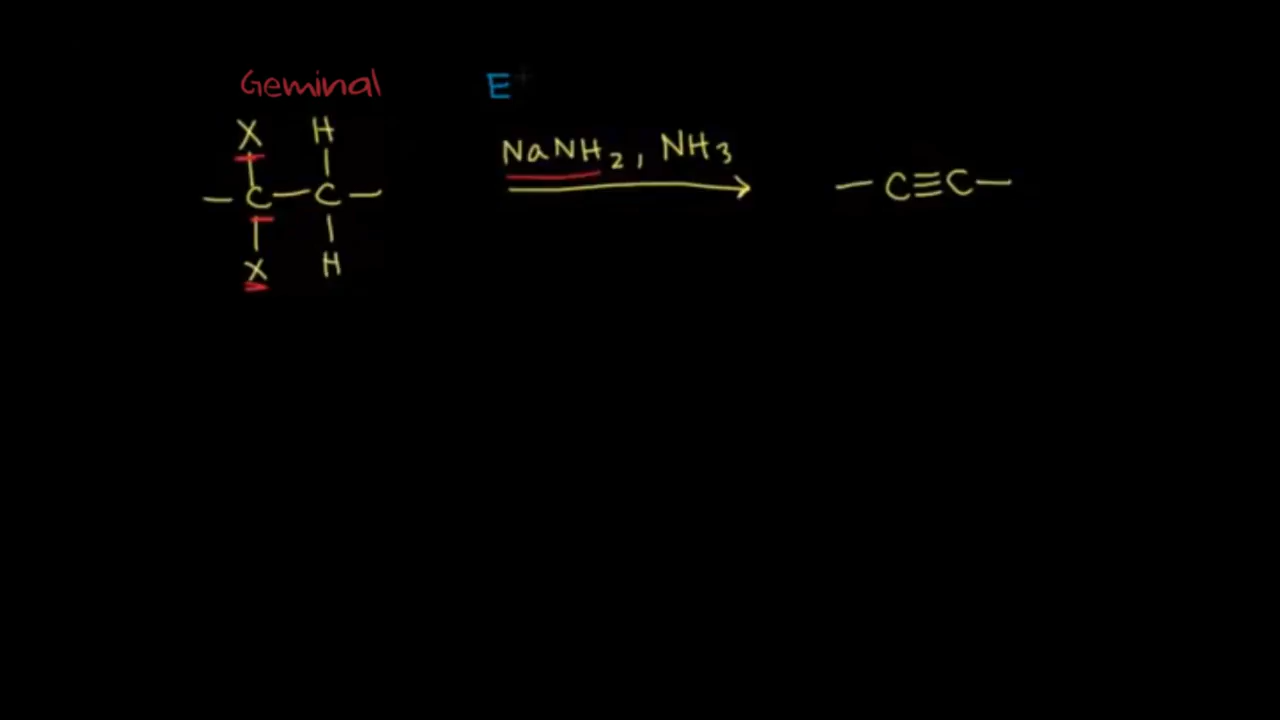 Geminal E
X H
NaNH₂, NH₃
— C — C — — C≡C —
X H